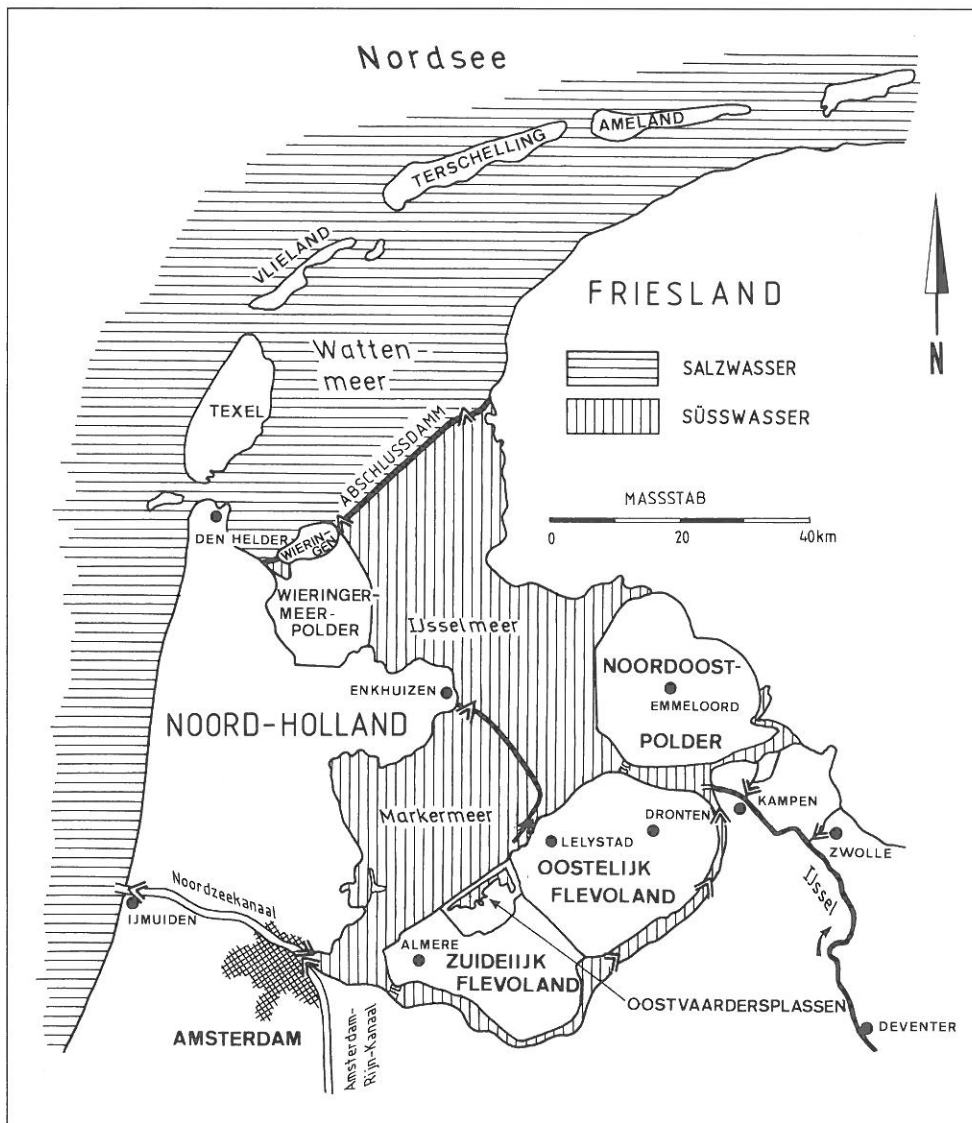 Nordsee
AMELAND
TERSCHELLING
VLIELAND
FRIESLAND
Watten-
meer
N
SALZWASSER
TEXEL
SÜSSWASSER
ABSCHLUSSDAMM
MASSSTAB
0 20 40km
DEN HELDER
WIERIN-
GEN
WIERINGER-
MEER-
POLDER
IJsselmeer
NOORDOOST-
EMMELOORD
POLDER
ENKHUIZEN
NOORD-HOLLAND
Markermeer
KAMPEN
DRONTEN
LELYSTAD
ZWOLLE
OOSTELIJK
FLEVOLAND
IJssel
Noordzeekanaal
IJMUIDEN
ALMERE
ZUIDEIIJK
FLEVOLAND
OOSTVAARDERSPLASSEN
AMSTERDAM
Amsterdam-
Rijn-Kanaal
DEVENTER